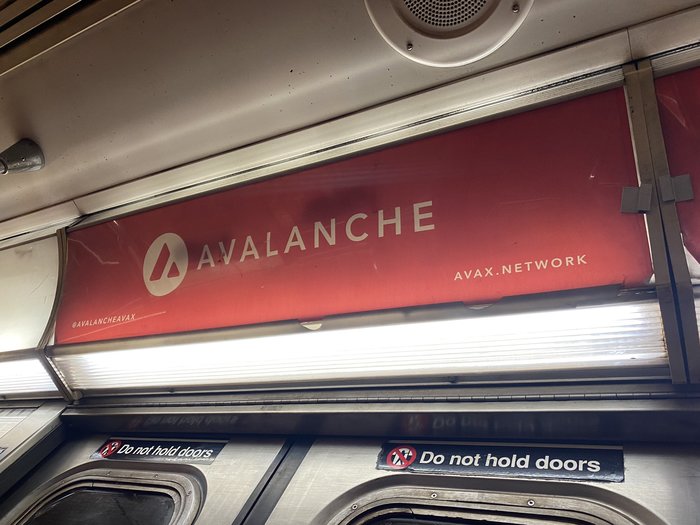 AVALANCHE
AVAX.NETWORK
@AVALANCHEAVAX
Do not hold doors
Do not hold doors